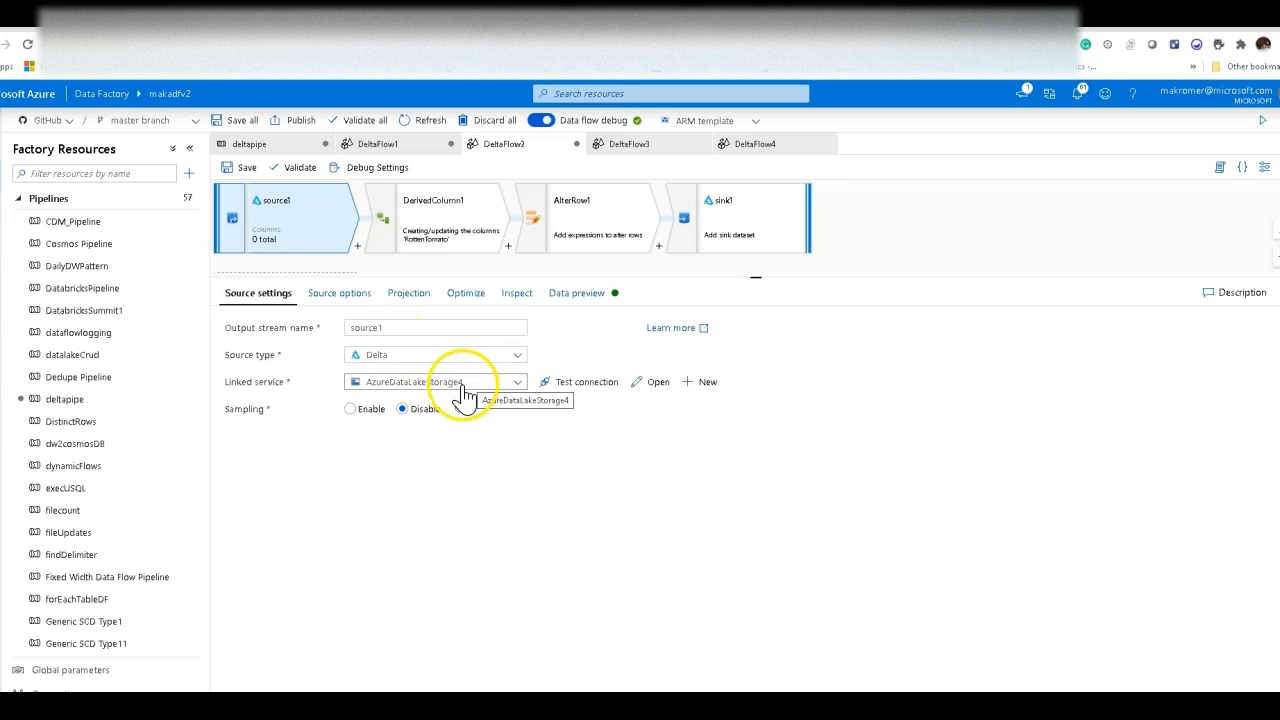 pps
Other bookma
osoft Azure
Data Factory
makadfv2
Search resources
1
61
makromer@microsoft.com
MICROSOFT
GitHub
master branch
Save all
Publish
Validate all
Refresh
Discard all
Data flow debug
ARM template
Factory Resources
deltapipe
DeltaFlow1
DeltaFlow2
DeltaFlow3
DeltaFlow4
Filter resources by name
Save
Validate
Debug Settings
Pipelines
57
CDM_Pipeline
Cosmos Pipeline
DailyDWPattern
DatabricksPipeline
DatabricksSummit1
dataflowlogging
datalakeCrud
Dedupe Pipeline
deltapipe
DistinctRows
dw2cosmosDB
dynamicFlows
execUSQL
filecount
fileUpdates
findDelimiter
Fixed Width Data Flow Pipeline
forEachTableDF
Generic SCD Type1
Generic SCD Type11
Global parameters
source1
Columns:
0 total
DerivedColumn1
Creating/updating the columns
'RottenTomato'
AlterRow1
Add expressions to alter rows
sink1
Add sink dataset
Source settings
Source options
Projection
Optimize
Inspect
Data preview
Description
Output stream name *
source1
Learn more
Source type *
Delta
Linked service *
AzureDataLakeStorage4
Test connection
Open
New
AzureDataLakeStorage4
Sampling *
Enable
Disable